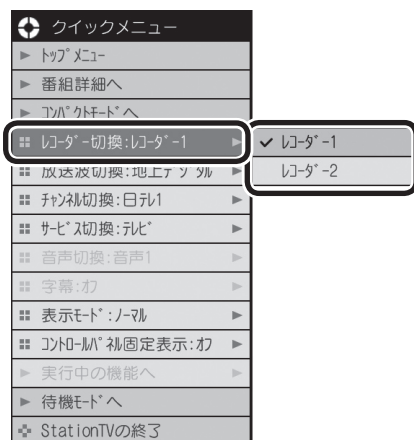 クイックメニュー
トップメニュー
番組詳細へ
コンパクトモードへ
レコーダー切換:レコーダー1
レコーダー1
レコーダー2
放送波切換:地上デジタル
チャンネル切換:日テレ1
サービス切換:テレビ
音声切換:音声1
字幕:オフ
表示モード:ノーマル
コントロールパネル固定表示:オフ
実行中の機能へ
待機モードへ
StationTVの終了